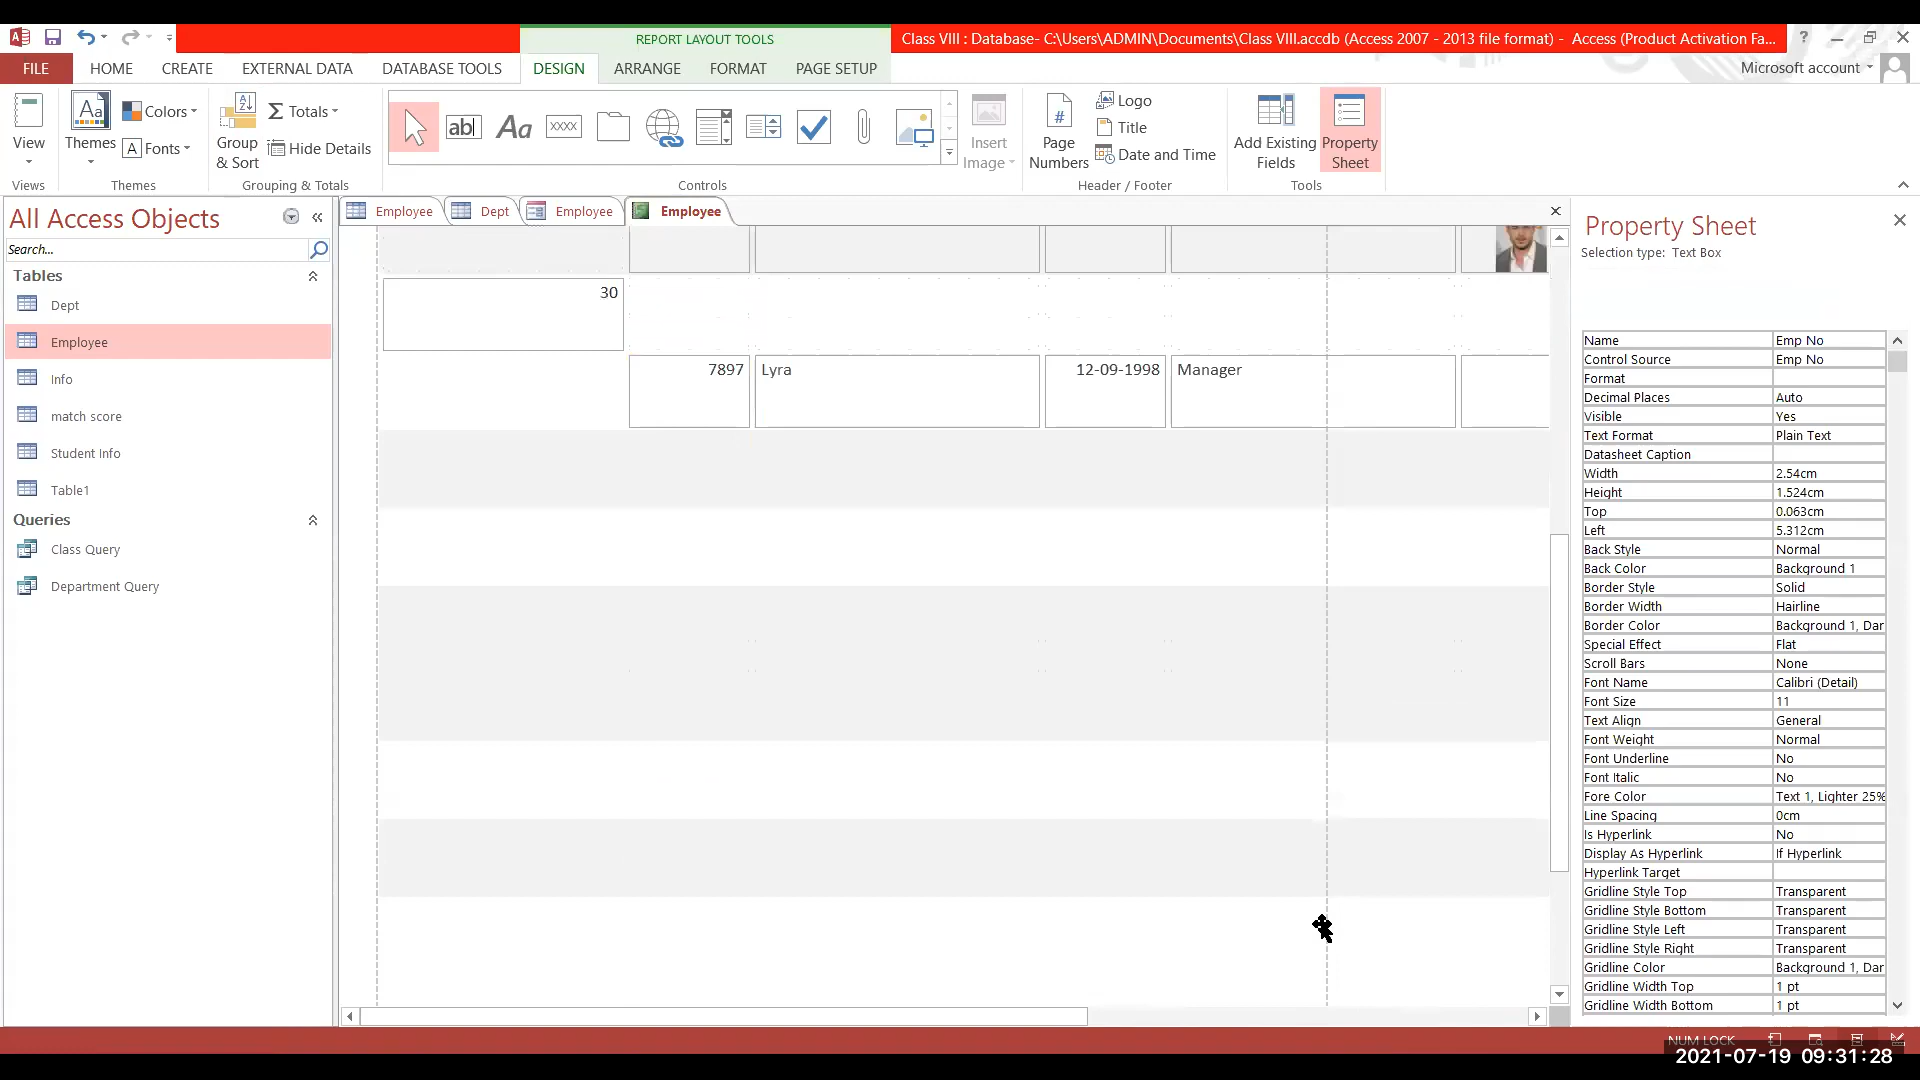 REPORT LAYOUT TOOLS
Class VIII : Database- C:\Users\ADMIN\Documents\Class VIII.accdb (Access 2007 - 2013 file format) - Access (Product Activation Fa...
?
FILE HOME CREATE EXTERNAL DATA DATABASE TOOLS DESIGN ARRANGE FORMAT PAGE SETUP Microsoft account
View
Themes
Aa
Colors
Fonts
Group
& Sort
Σ Totals
Hide Details
ab
Aa
XXXX
Insert
Image
Page
Numbers
Logo
Title
Date and Time
Add Existing
Fields
Property
Sheet
Views Themes Grouping & Totals Controls Header / Footer Tools
All Access Objects
Search...
Tables
Dept
Employee
Info
match score
Student Info
Table1
Queries
Class Query
Department Query
Employee Dept Employee Employee
30
7897 Lyra 12-09-1998 Manager
Property Sheet
Selection type: Text Box
Name Emp No
Control Source Emp No
Format
Decimal Places Auto
Visible Yes
Text Format Plain Text
Datasheet Caption
Width 2.54cm
Height 1.524cm
Top 0.063cm
Left 5.312cm
Back Style Normal
Back Color Background 1
Border Style Solid
Border Width Hairline
Border Color Background 1, Dar
Special Effect Flat
Scroll Bars None
Font Name Calibri (Detail)
Font Size 11
Text Align General
Font Weight Normal
Font Underline No
Font Italic No
Fore Color Text 1, Lighter 25%
Line Spacing 0cm
Is Hyperlink No
Display As Hyperlink If Hyperlink
Hyperlink Target
Gridline Style Top Transparent
Gridline Style Bottom Transparent
Gridline Style Left Transparent
Gridline Style Right Transparent
Gridline Color Background 1, Dar
Gridline Width Top 1 pt
Gridline Width Bottom 1 pt
NUM LOCK
2021-07-19 09:31:28